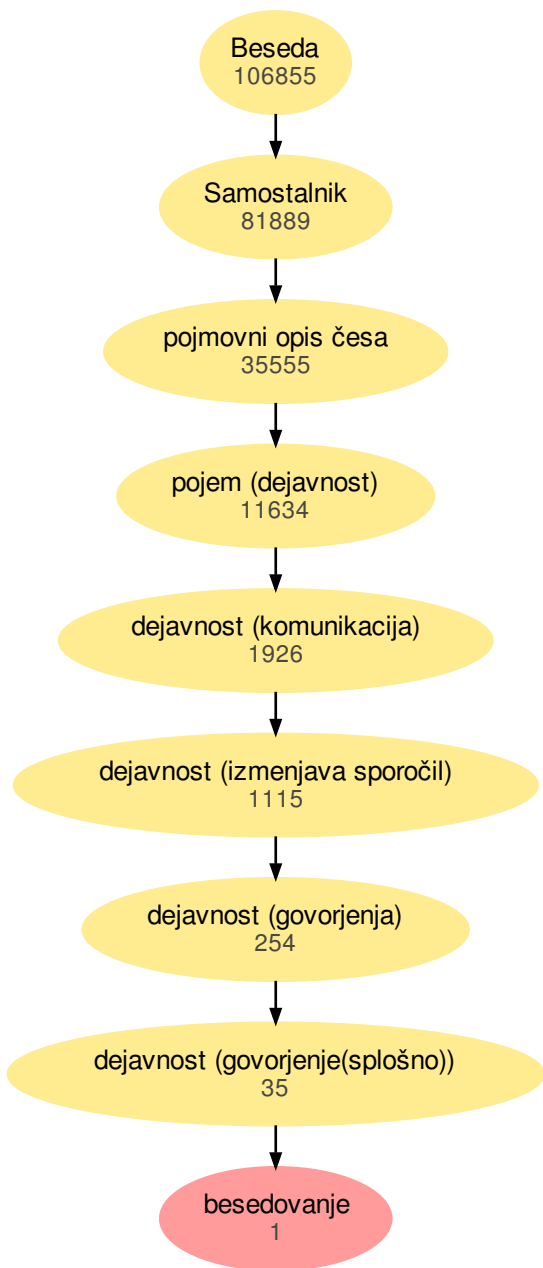 Beseda
106855
Samostalnik
81889
pojmovni opis česa
35555
pojem (dejavnost)
11634
dejavnost (komunikacija)
1926
dejavnost (izmenjava sporočil)
1115
dejavnost (govorjenja)
254
dejavnost (govorjenje(splošno))
35
besedovanje
1